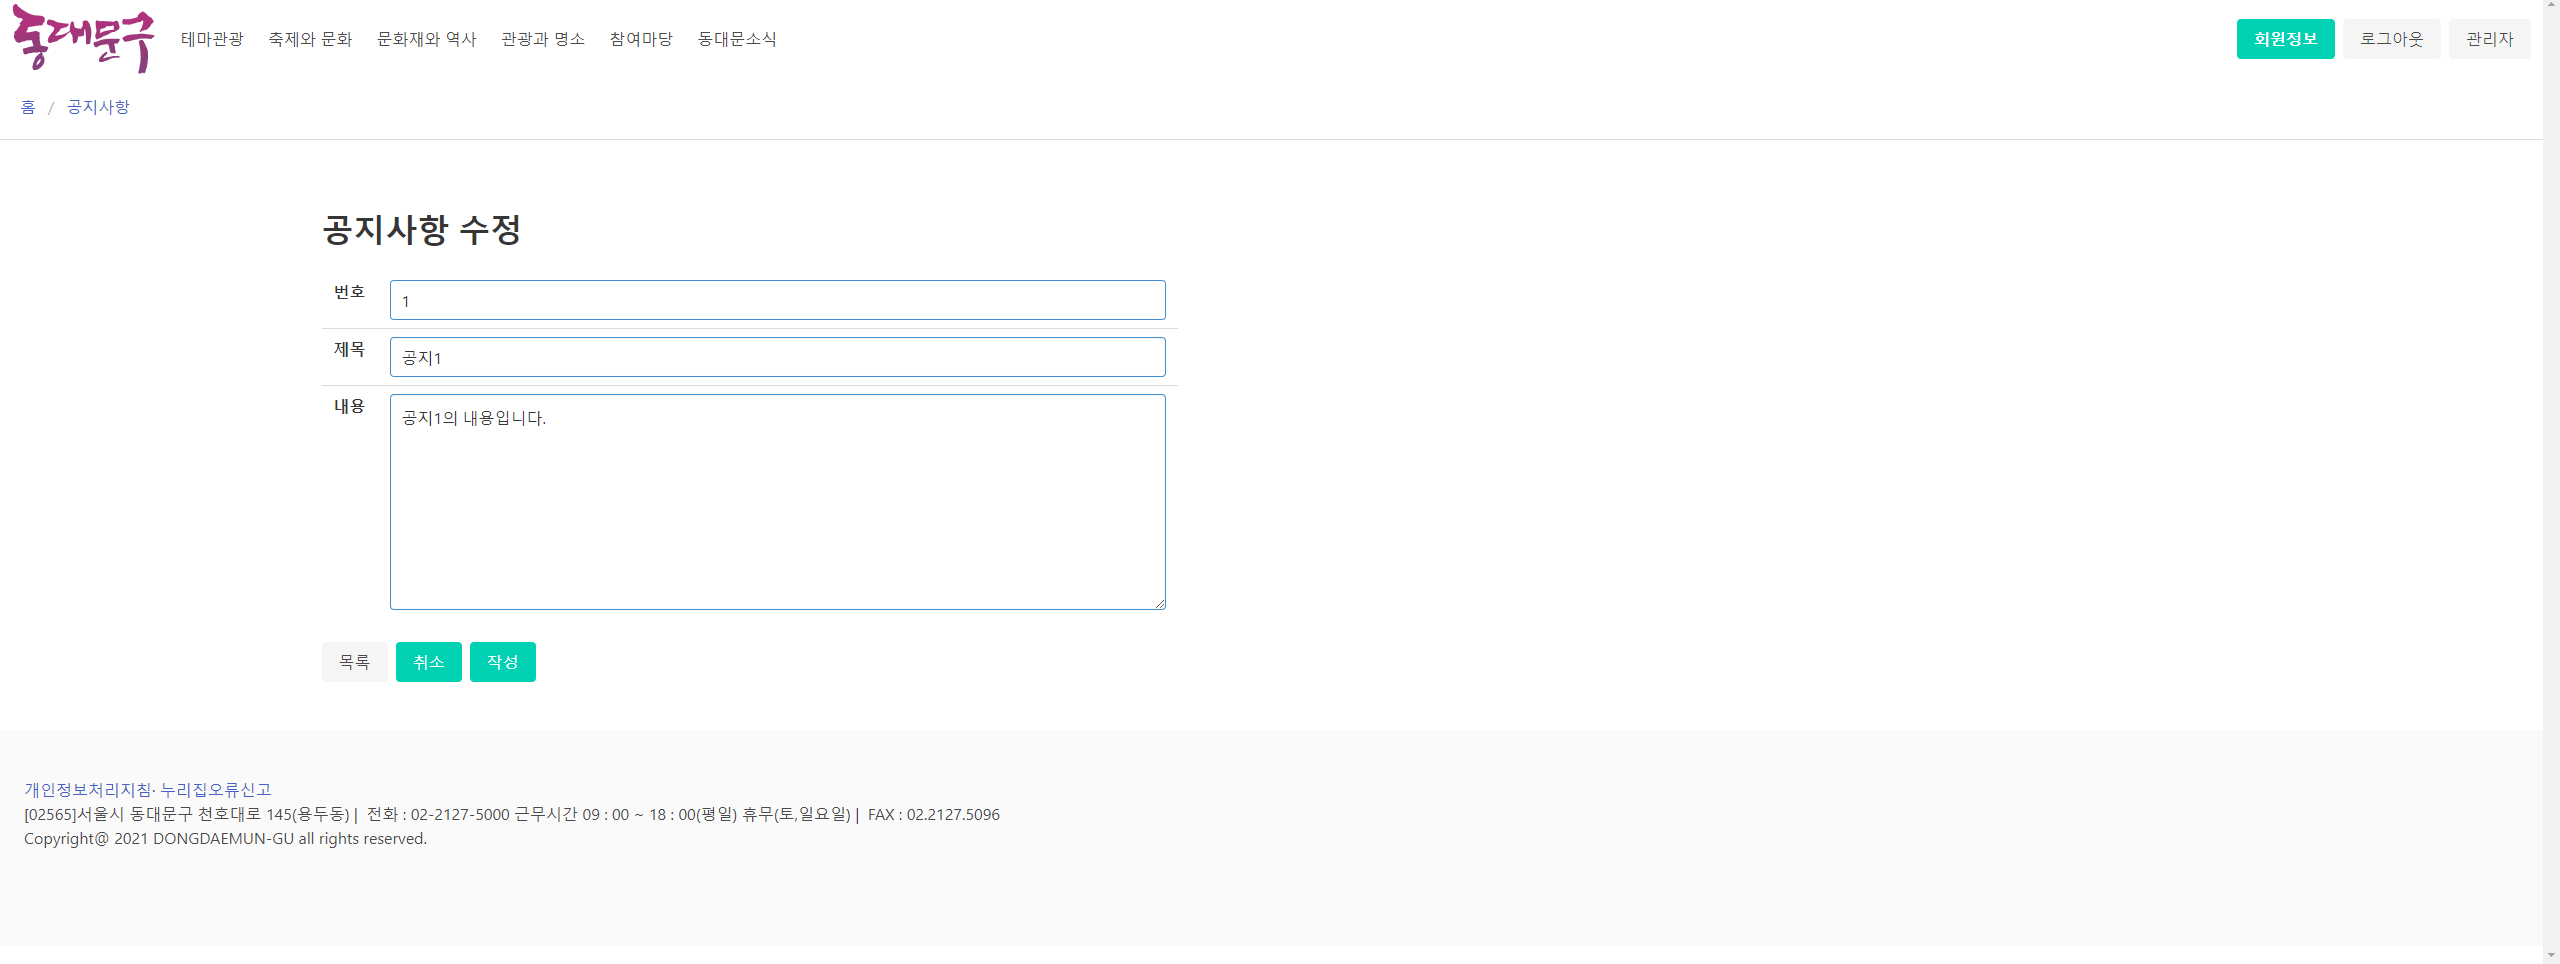 동대문구 테마관광 축제와 문화 문화재와 역사 관광과 명소 참여마당 동대문소식 회원정보 로그아웃 관리자
홈 / 공지사항
공지사항 수정
번호 1
제목 공지1
내용 공지1의 내용입니다.
목록 취소 작성
개인정보처리지침· 누리집오류신고
[02565]서울시 동대문구 천호대로 145(용두동) | 전화 : 02-2127-5000 근무시간 09 : 00 ~ 18 : 00(평일) 휴무(토,일요일) | FAX : 02.2127.5096
Copyright@ 2021 DONGDAEMUN-GU all rights reserved.